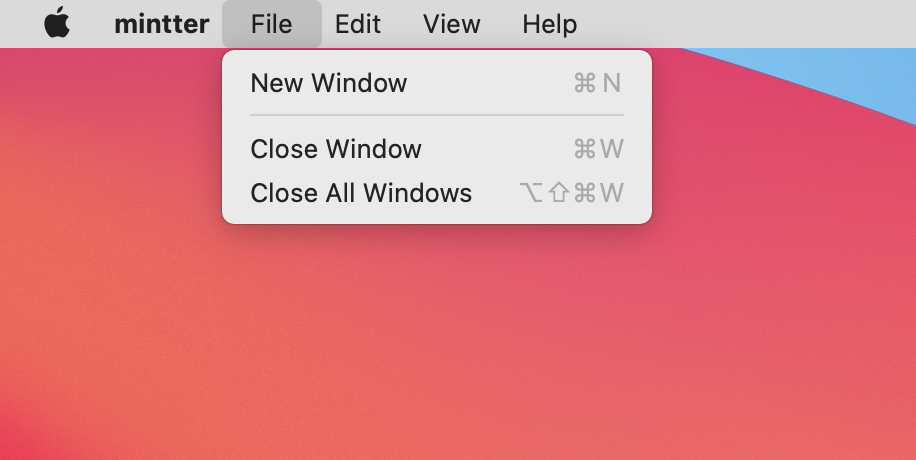 mintter File Edit View Help
New Window ⌘N
Close Window ⌘W
Close All Windows ⌥⇧⌘W